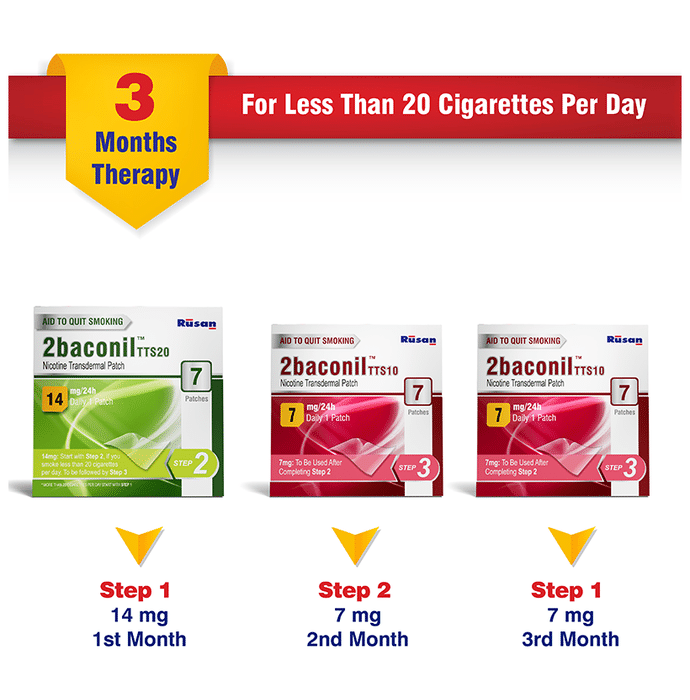 3
Months
Therapy
For Less Than 20 Cigarettes Per Day
AID TO QUIT SMOKING
Rusan
2baconil™ TTS20
Nicotine Transdermal Patch
7
Patches
14 mg/24h
Daily 1 Patch
14mg: Start with Step 2, if you
smoke less than 20 cigarettes
per day. To be followed by Step 3
STEP 2
AID TO QUIT SMOKING
Rusan
2baconil™ TTS10
Nicotine Transdermal Patch
7
Patches
7 mg/24h
Daily 1 Patch
7mg: To Be Used After
Completing Step 2
STEP 3
AID TO QUIT SMOKING
Rusan
2baconil™ TTS10
Nicotine Transdermal Patch
7
Patches
7 mg/24h
Daily 1 Patch
7mg: To Be Used After
Completing Step 2
STEP 3
Step 1
14 mg
1st Month
Step 2
7 mg
2nd Month
Step 1
7 mg
3rd Month